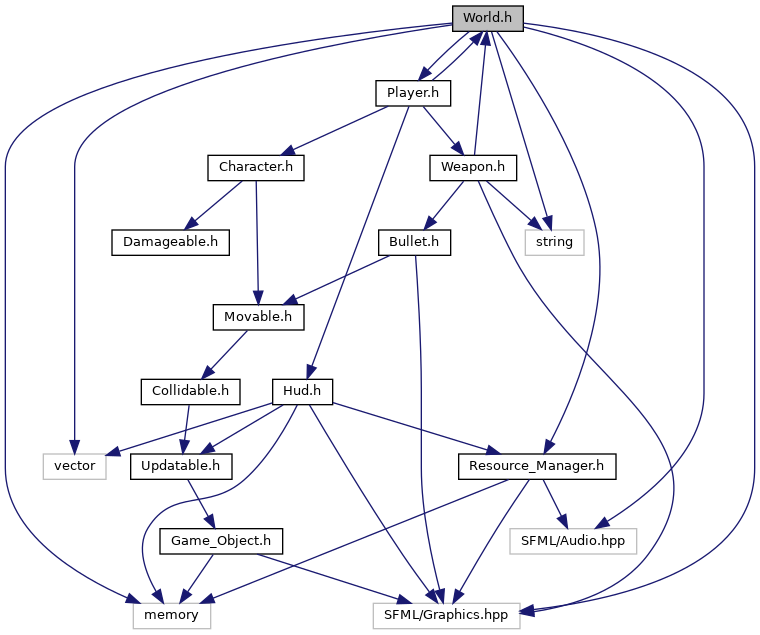 World.h
Player.h
Character.h
Weapon.h
Damageable.h
Bullet.h
string
Movable.h
Collidable.h
Hud.h
vector
Updatable.h
Resource_Manager.h
Game_Object.h
SFML/Audio.hpp
memory
SFML/Graphics.hpp